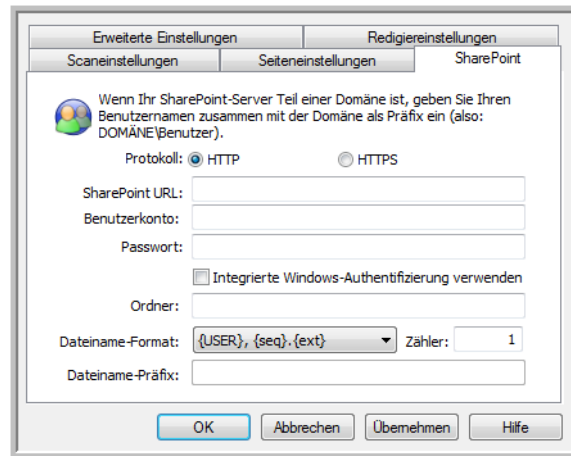 Erweiterte Einstellungen Redigiereinstellungen
Scaneinstellungen Seiteneinstellungen SharePoint
Wenn Ihr SharePoint-Server Teil einer Domäne ist, geben Sie Ihren
Benutzernamen zusammen mit der Domäne als Präfix ein (also:
DOMÄNE\Benutzer).
Protokoll: HTTP HTTPS
SharePoint URL:
Benutzerkonto:
Passwort:
Integrierte Windows-Authentifizierung verwenden
Ordner:
Dateiname-Format: {USER}, {seq}.{ext} Zähler: 1
Dateiname-Präfix:
OK Abbrechen Übernehmen Hilfe